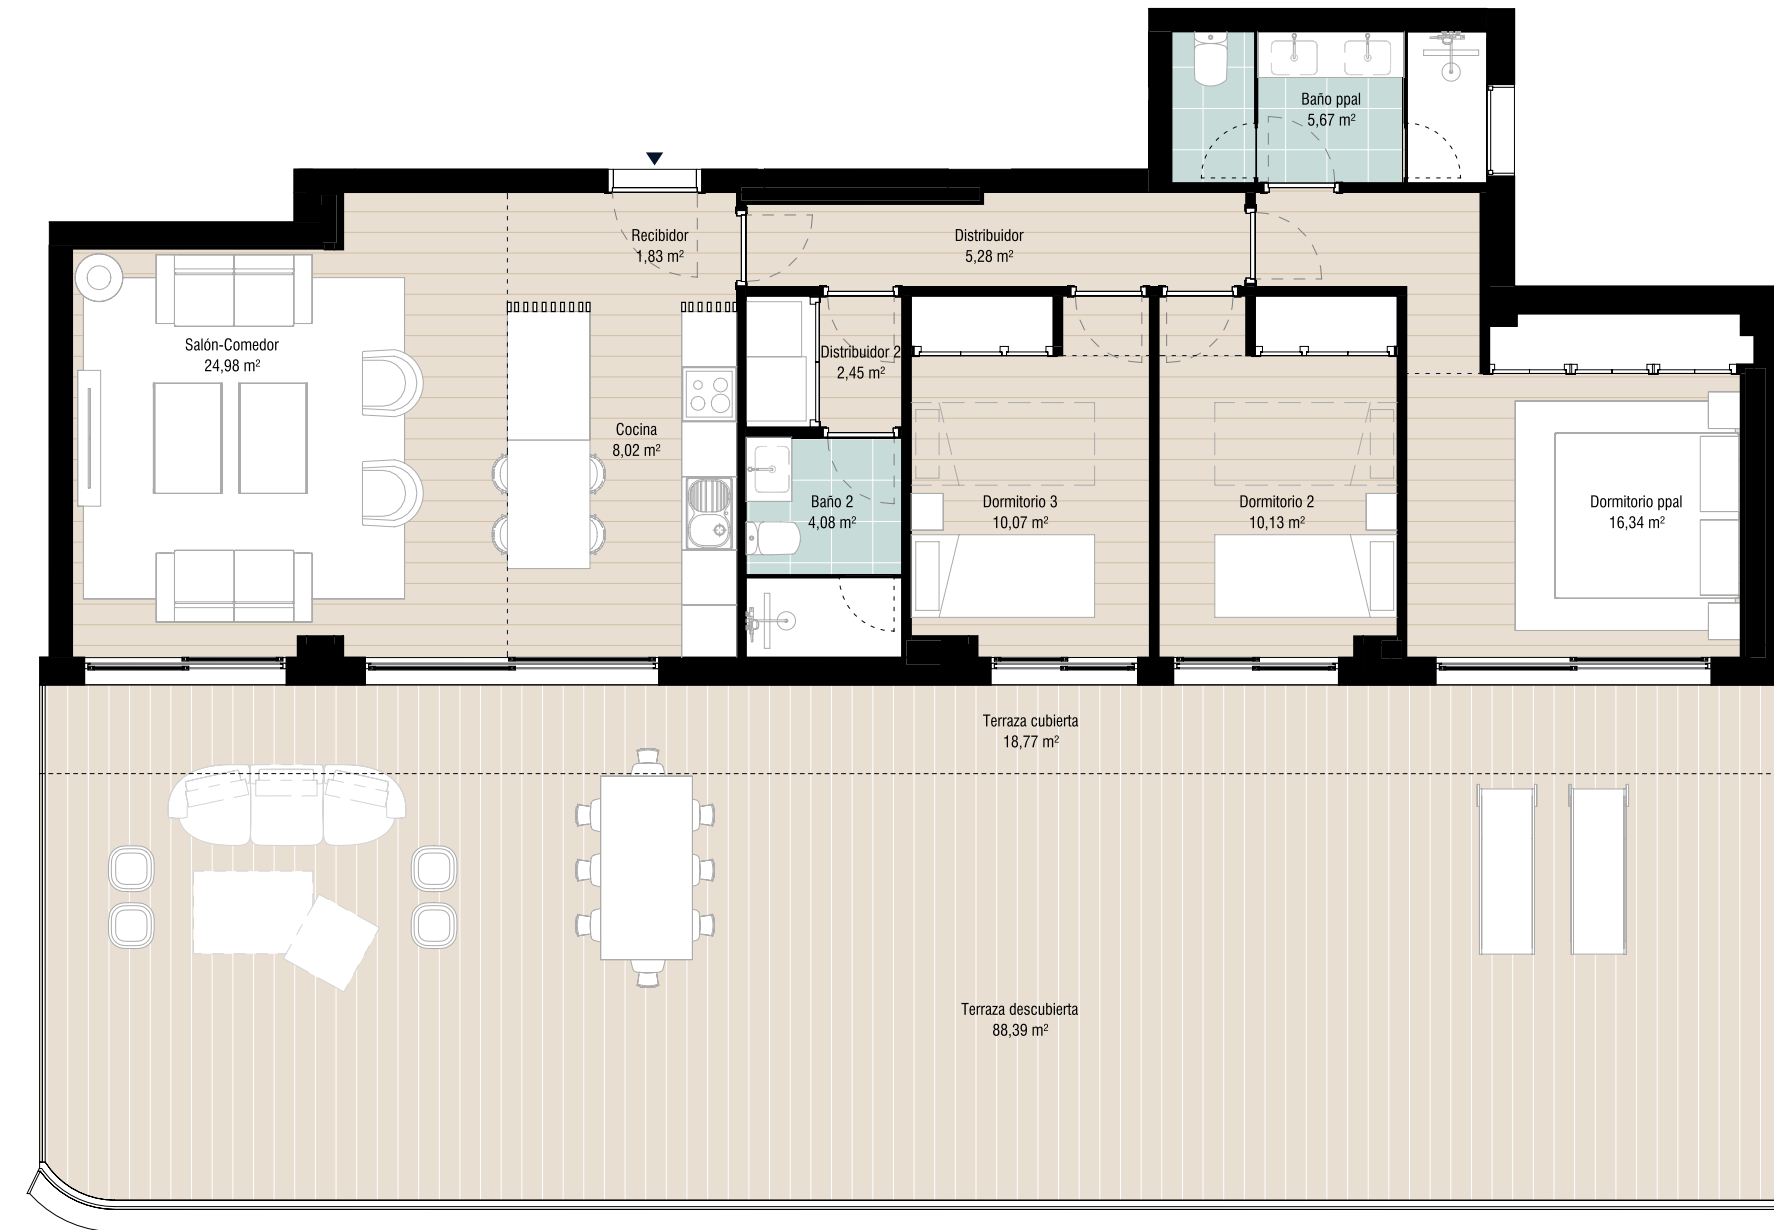 Baño ppal
5,67 m²
Recibidor
1,83 m²
Distribuidor
5,28 m²
Salón-Comedor
24,98 m²
Distribuidor 2
2,45 m²
Cocina
8,02 m²
Baño 2
4,08 m²
Dormitorio 3
10,07 m²
Dormitorio 2
10,13 m²
Dormitorio ppal
16,34 m²
Terraza cubierta
18,77 m²
Terraza descubierta
88,39 m²